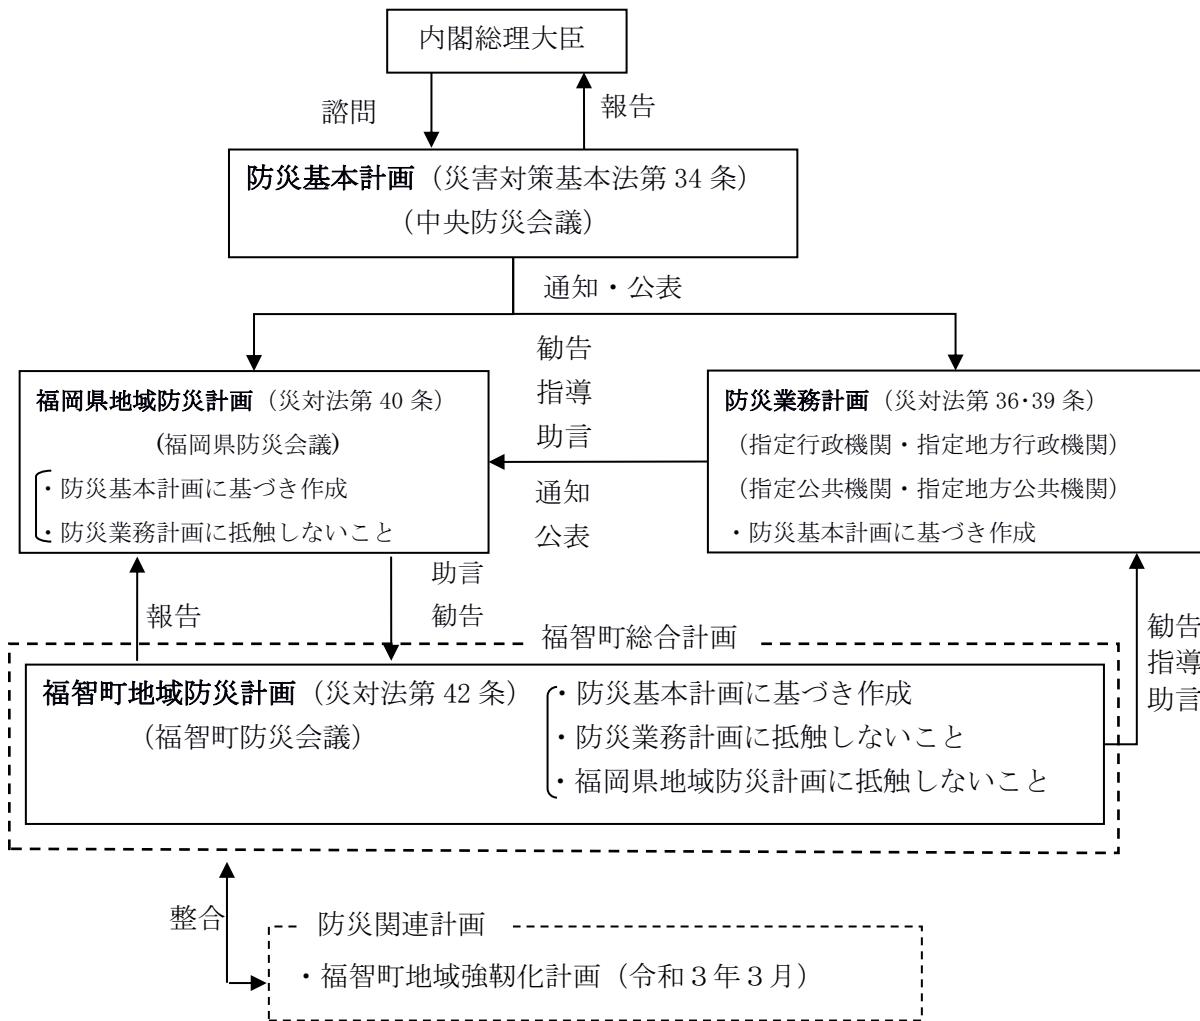 内閣総理大臣
諮問
報告
防災基本計画（災害対策基本法第 34 条）
（中央防災会議）
通知・公表
福岡県地域防災計画（災対法第 40 条）
(福岡県防災会議)
・防災基本計画に基づき作成
・防災業務計画に抵触しないこと
勧告
指導
助言
通知
公表
防災業務計画（災対法第 36･39 条）
（指定行政機関・指定地方行政機関）
（指定公共機関・指定地方公共機関）
・防災基本計画に基づき作成
報告
助言
勧告
勧告
指導
助言
福智町総合計画
福智町地域防災計画（災対法第 42 条）
（福智町防災会議）
・防災基本計画に基づき作成
・防災業務計画に抵触しないこと
・福岡県地域防災計画に抵触しないこと
整合
防災関連計画
・福智町地域強靭化計画（令和３年３月）